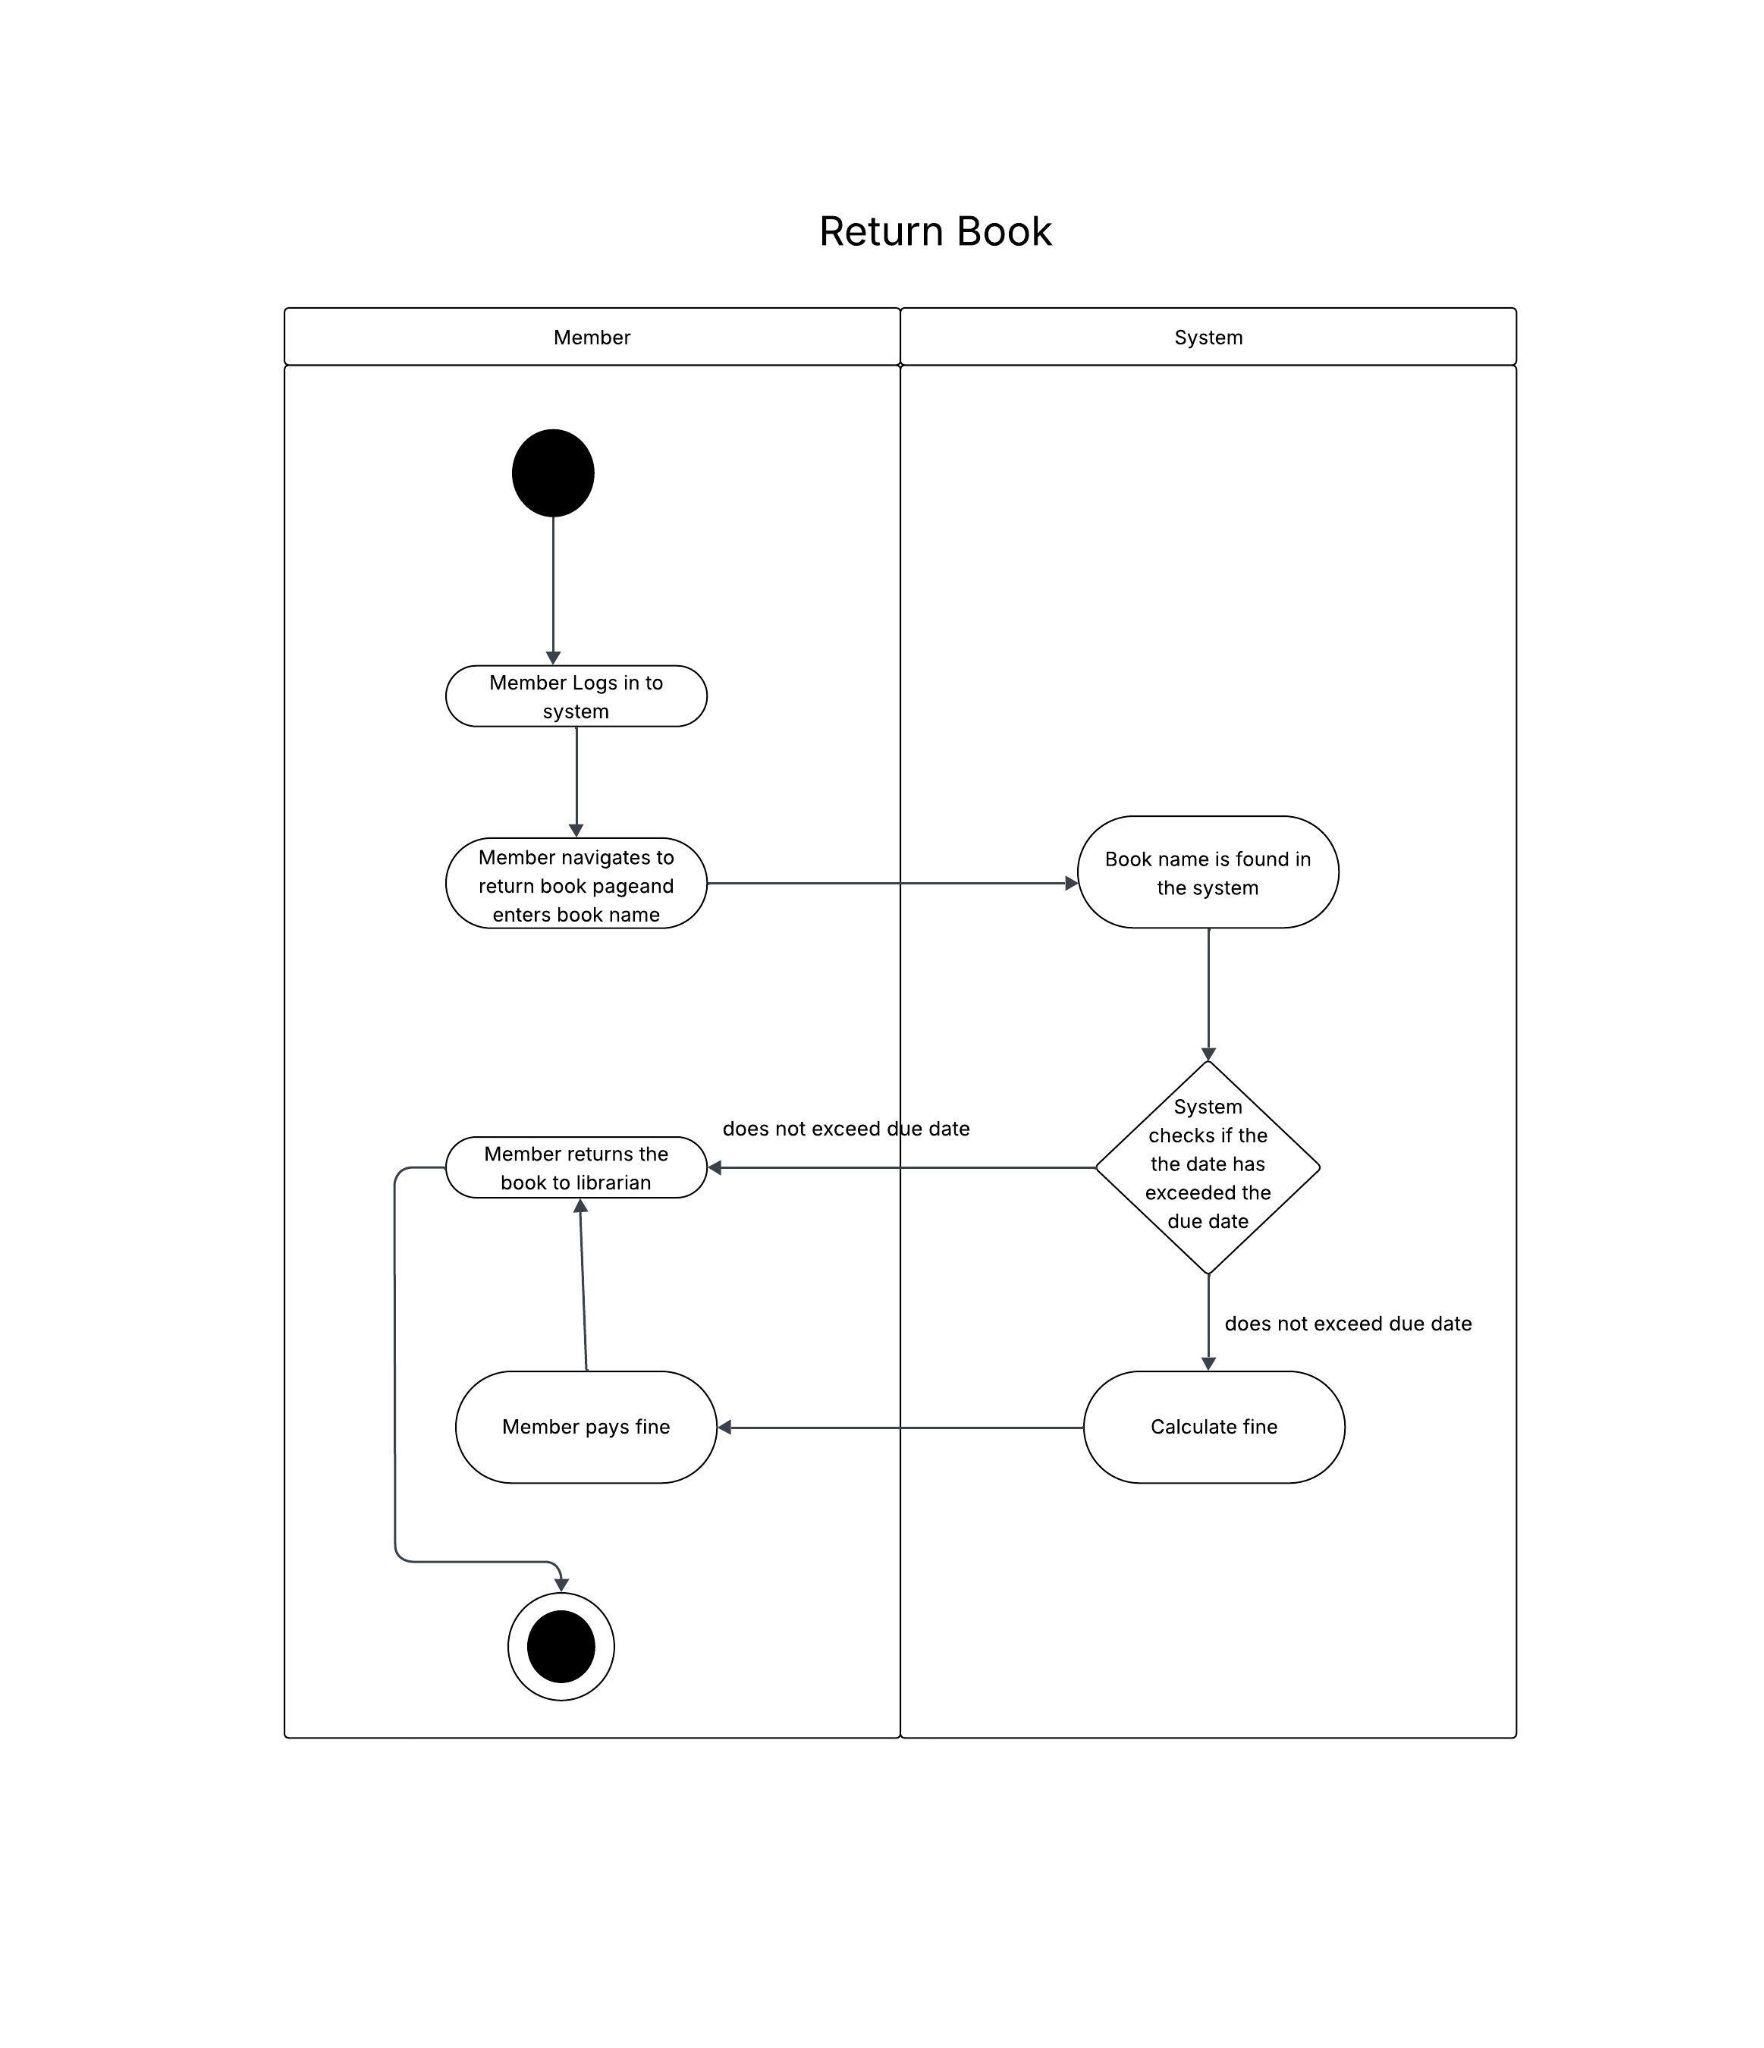 Return Book
Member
System
Member Logs in to
system
Member navigates to
return book pageand
enters book name
Book name is found in
the system
System
checks if the
the date has
exceeded the
due date
does not exceed due date
Member returns the
book to librarian
does not exceed due date
Member pays fine
Calculate fine